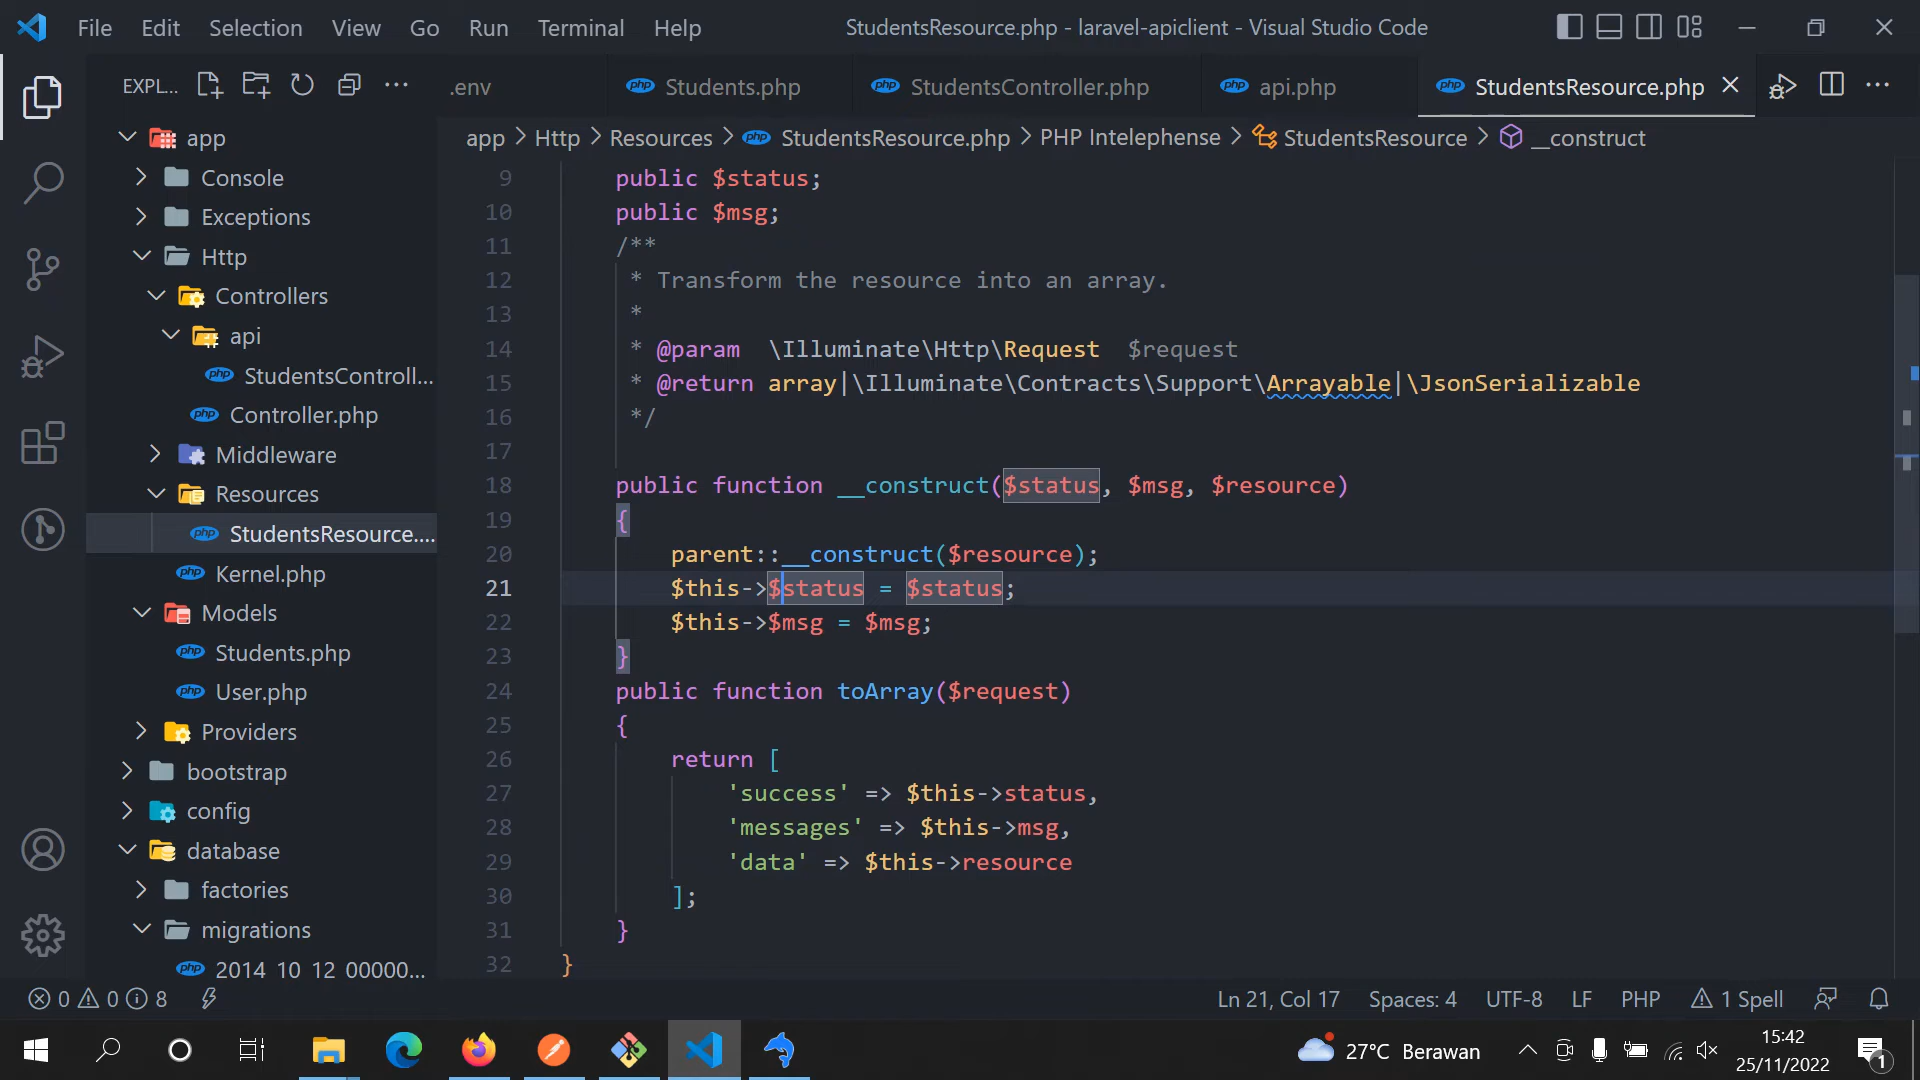 File Edit Selection View Go Run Terminal Help
StudentsResource.php - laravel-apiclient - Visual Studio Code
EXPL...
.env
Students.php
StudentsController.php
api.php
StudentsResource.php
app > Http > Resources > StudentsResource.php > PHP Intelephense > StudentsResource > __construct
app
Console
Exceptions
Http
Controllers
api
StudentsControll...
Controller.php
Middleware
Resources
StudentsResource....
Kernel.php
Models
Students.php
User.php
Providers
bootstrap
config
database
factories
migrations
2014_10_12_00000...
9 public $status;
10 public $msg;
11 /**
12 * Transform the resource into an array.
13 *
14 * @param  \Illuminate\Http\Request  $request
15 * @return array|\Illuminate\Contracts\Support\Arrayable|\JsonSerializable
16 */
17
18 public function __construct($status, $msg, $resource)
19 {
20 parent::__construct($resource);
21 $this->$status = $status;
22 $this->$msg = $msg;
23 }
24 public function toArray($request)
25 {
26 return [
27 'success' => $this->status,
28 'messages' => $this->msg,
29 'data' => $this->resource
30 ];
31 }
32 }
0 0 8
Ln 21, Col 17 Spaces: 4 UTF-8 LF PHP 1 Spell
27°C Berawan
15:42
25/11/2022
1